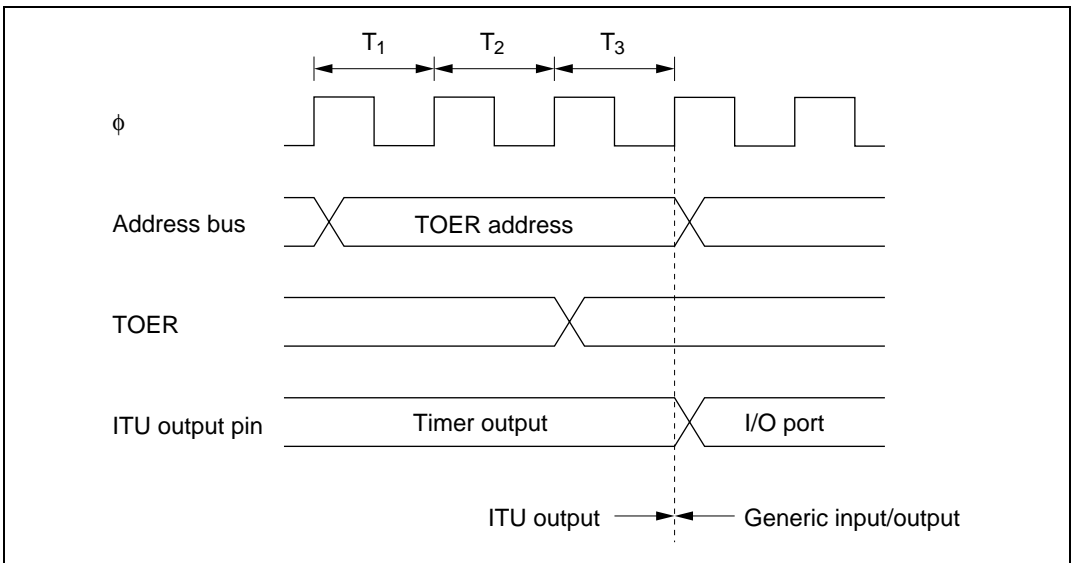 T1 T2 T3
φ
Address bus TOER address
TOER
ITU output pin Timer output I/O port
ITU output Generic input/output